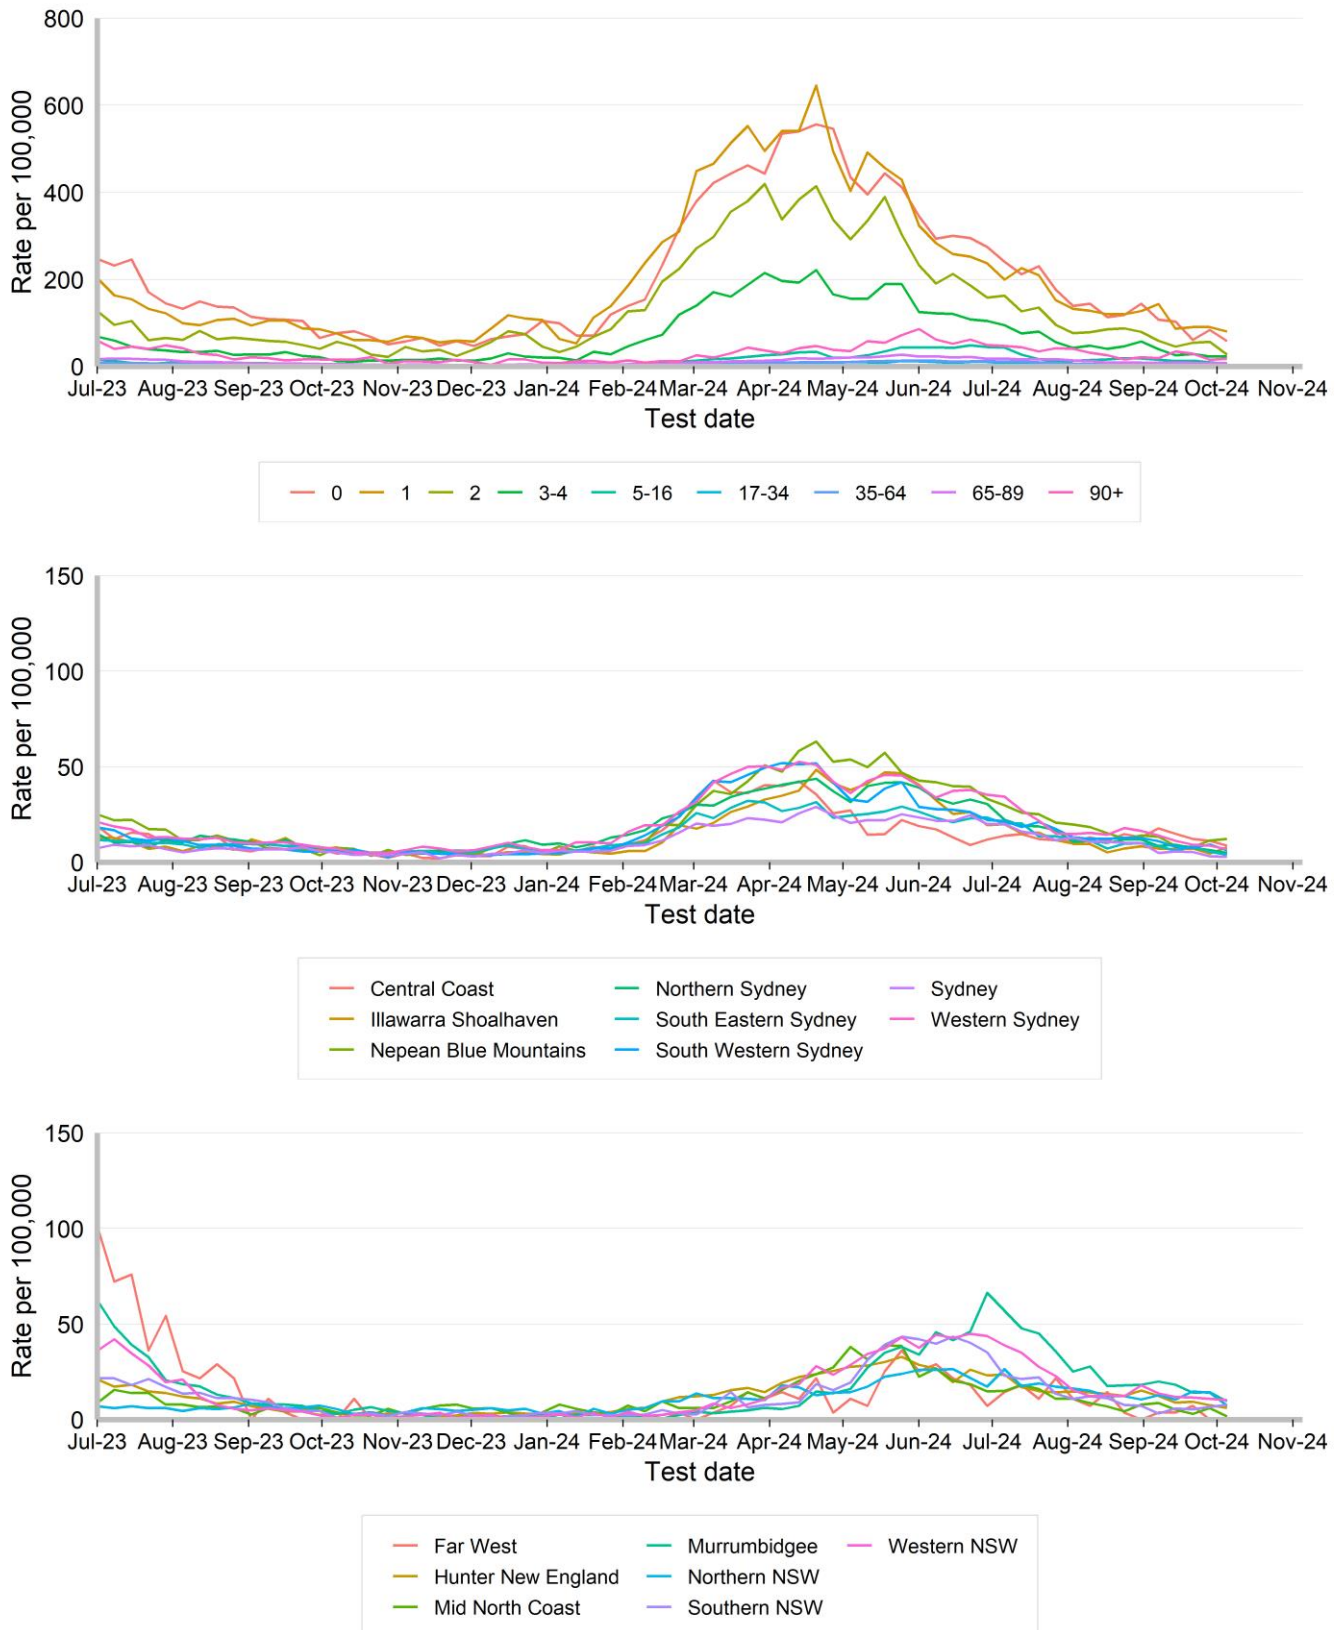 800
600
400
200
0
Rate per 100,000
Jul-23 Aug-23 Sep-23 Oct-23 Nov-23 Dec-23 Jan-24 Feb-24 Mar-24 Apr-24 May-24 Jun-24 Jul-24 Aug-24 Sep-24 Oct-24 Nov-24
Test date
0 1 2 3-4 5-16 17-34 35-64 65-89 90+
150
100
50
0
Rate per 100,000
Jul-23 Aug-23 Sep-23 Oct-23 Nov-23 Dec-23 Jan-24 Feb-24 Mar-24 Apr-24 May-24 Jun-24 Jul-24 Aug-24 Sep-24 Oct-24 Nov-24
Test date
Central Coast Northern Sydney Sydney
Illawarra Shoalhaven South Eastern Sydney Western Sydney
Nepean Blue Mountains South Western Sydney
150
100
50
0
Rate per 100,000
Jul-23 Aug-23 Sep-23 Oct-23 Nov-23 Dec-23 Jan-24 Feb-24 Mar-24 Apr-24 May-24 Jun-24 Jul-24 Aug-24 Sep-24 Oct-24 Nov-24
Test date
Far West Murrumbidgee Western NSW
Hunter New England Northern NSW
Mid North Coast Southern NSW